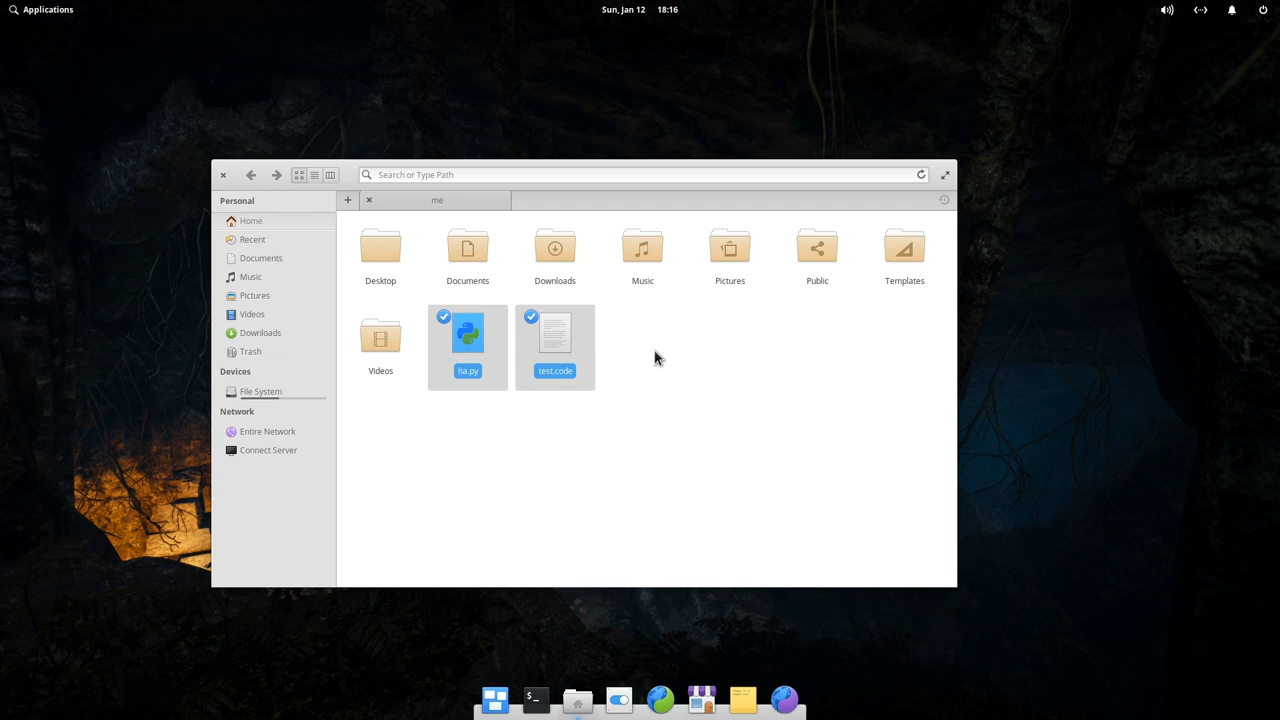 Applications
Sun, Jan 12 18:16
Search or Type Path
Personal
me
Home
Recent
Documents
Music
Pictures
Videos
Downloads
Trash
Devices
File System
Network
Entire Network
Connect Server
Desktop
Documents
Downloads
Music
Pictures
Public
Templates
Videos
ha.py
test.code